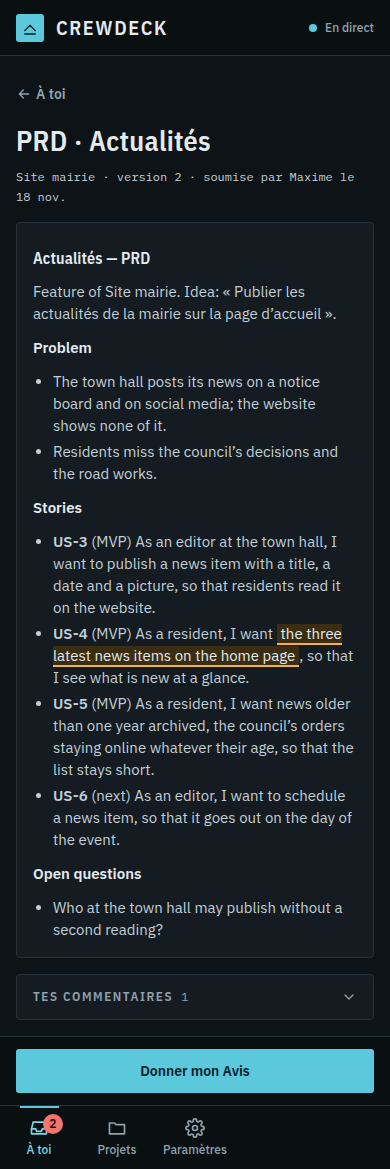 CREWDECK
En direct
← À toi
PRD · Actualités
Site mairie · version 2 · soumise par Maxime le
18 nov.
Actualités — PRD
Feature of Site mairie. Idea: « Publier les
actualités de la mairie sur la page d’accueil ».
Problem
• The town hall posts its news on a notice
board and on social media; the website
shows none of it.
• Residents miss the council’s decisions and
the road works.
Stories
• US-3 (MVP) As an editor at the town hall, I
want to publish a news item with a title, a
date and a picture, so that residents read it
on the website.
• US-4 (MVP) As a resident, I want the three
latest news items on the home page , so that
I see what is new at a glance.
• US-5 (MVP) As a resident, I want news older
than one year archived, the council’s orders
staying online whatever their age, so that the
list stays short.
• US-6 (next) As an editor, I want to schedule
a news item, so that it goes out on the day of
the event.
Open questions
• Who at the town hall may publish without a
second reading?
TES COMMENTAIRES 1
Donner mon Avis
2
À toi
Projets
Paramètres